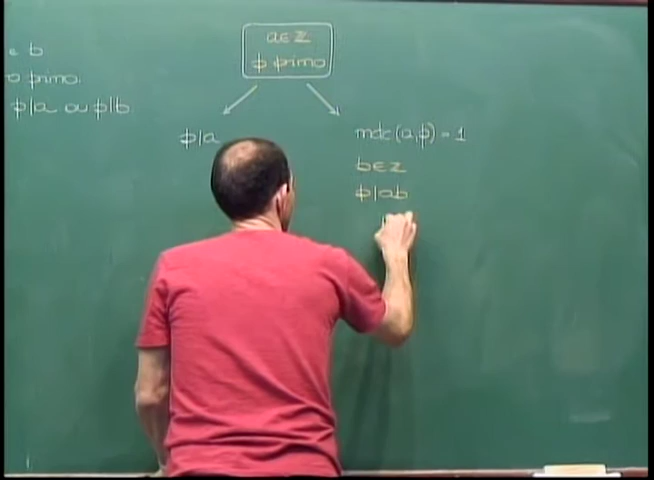 e b
o primo.
p|a ou p|b
a ∈ ℤ
p primo
p|a
mdc(a,p) = 1
b ∈ ℤ
p|ab